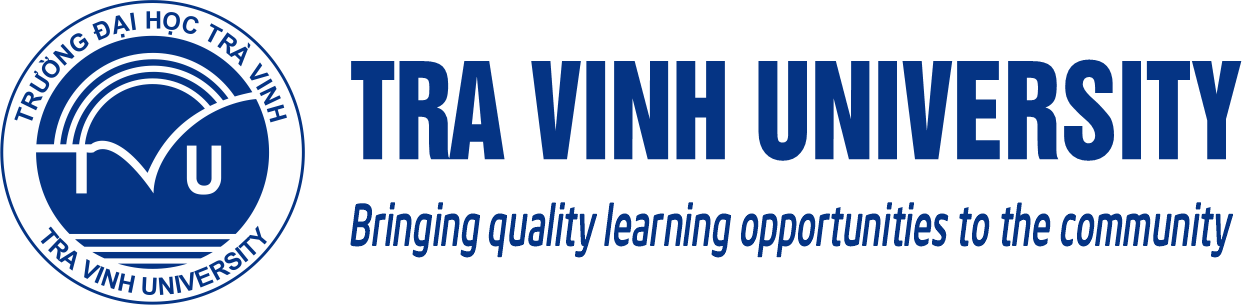 TRƯỜNG ĐẠI HỌC TRÀ VINH
TVU
TRA VINH UNIVERSITY
TRA VINH UNIVERSITY
Bringing quality learning opportunities to the community